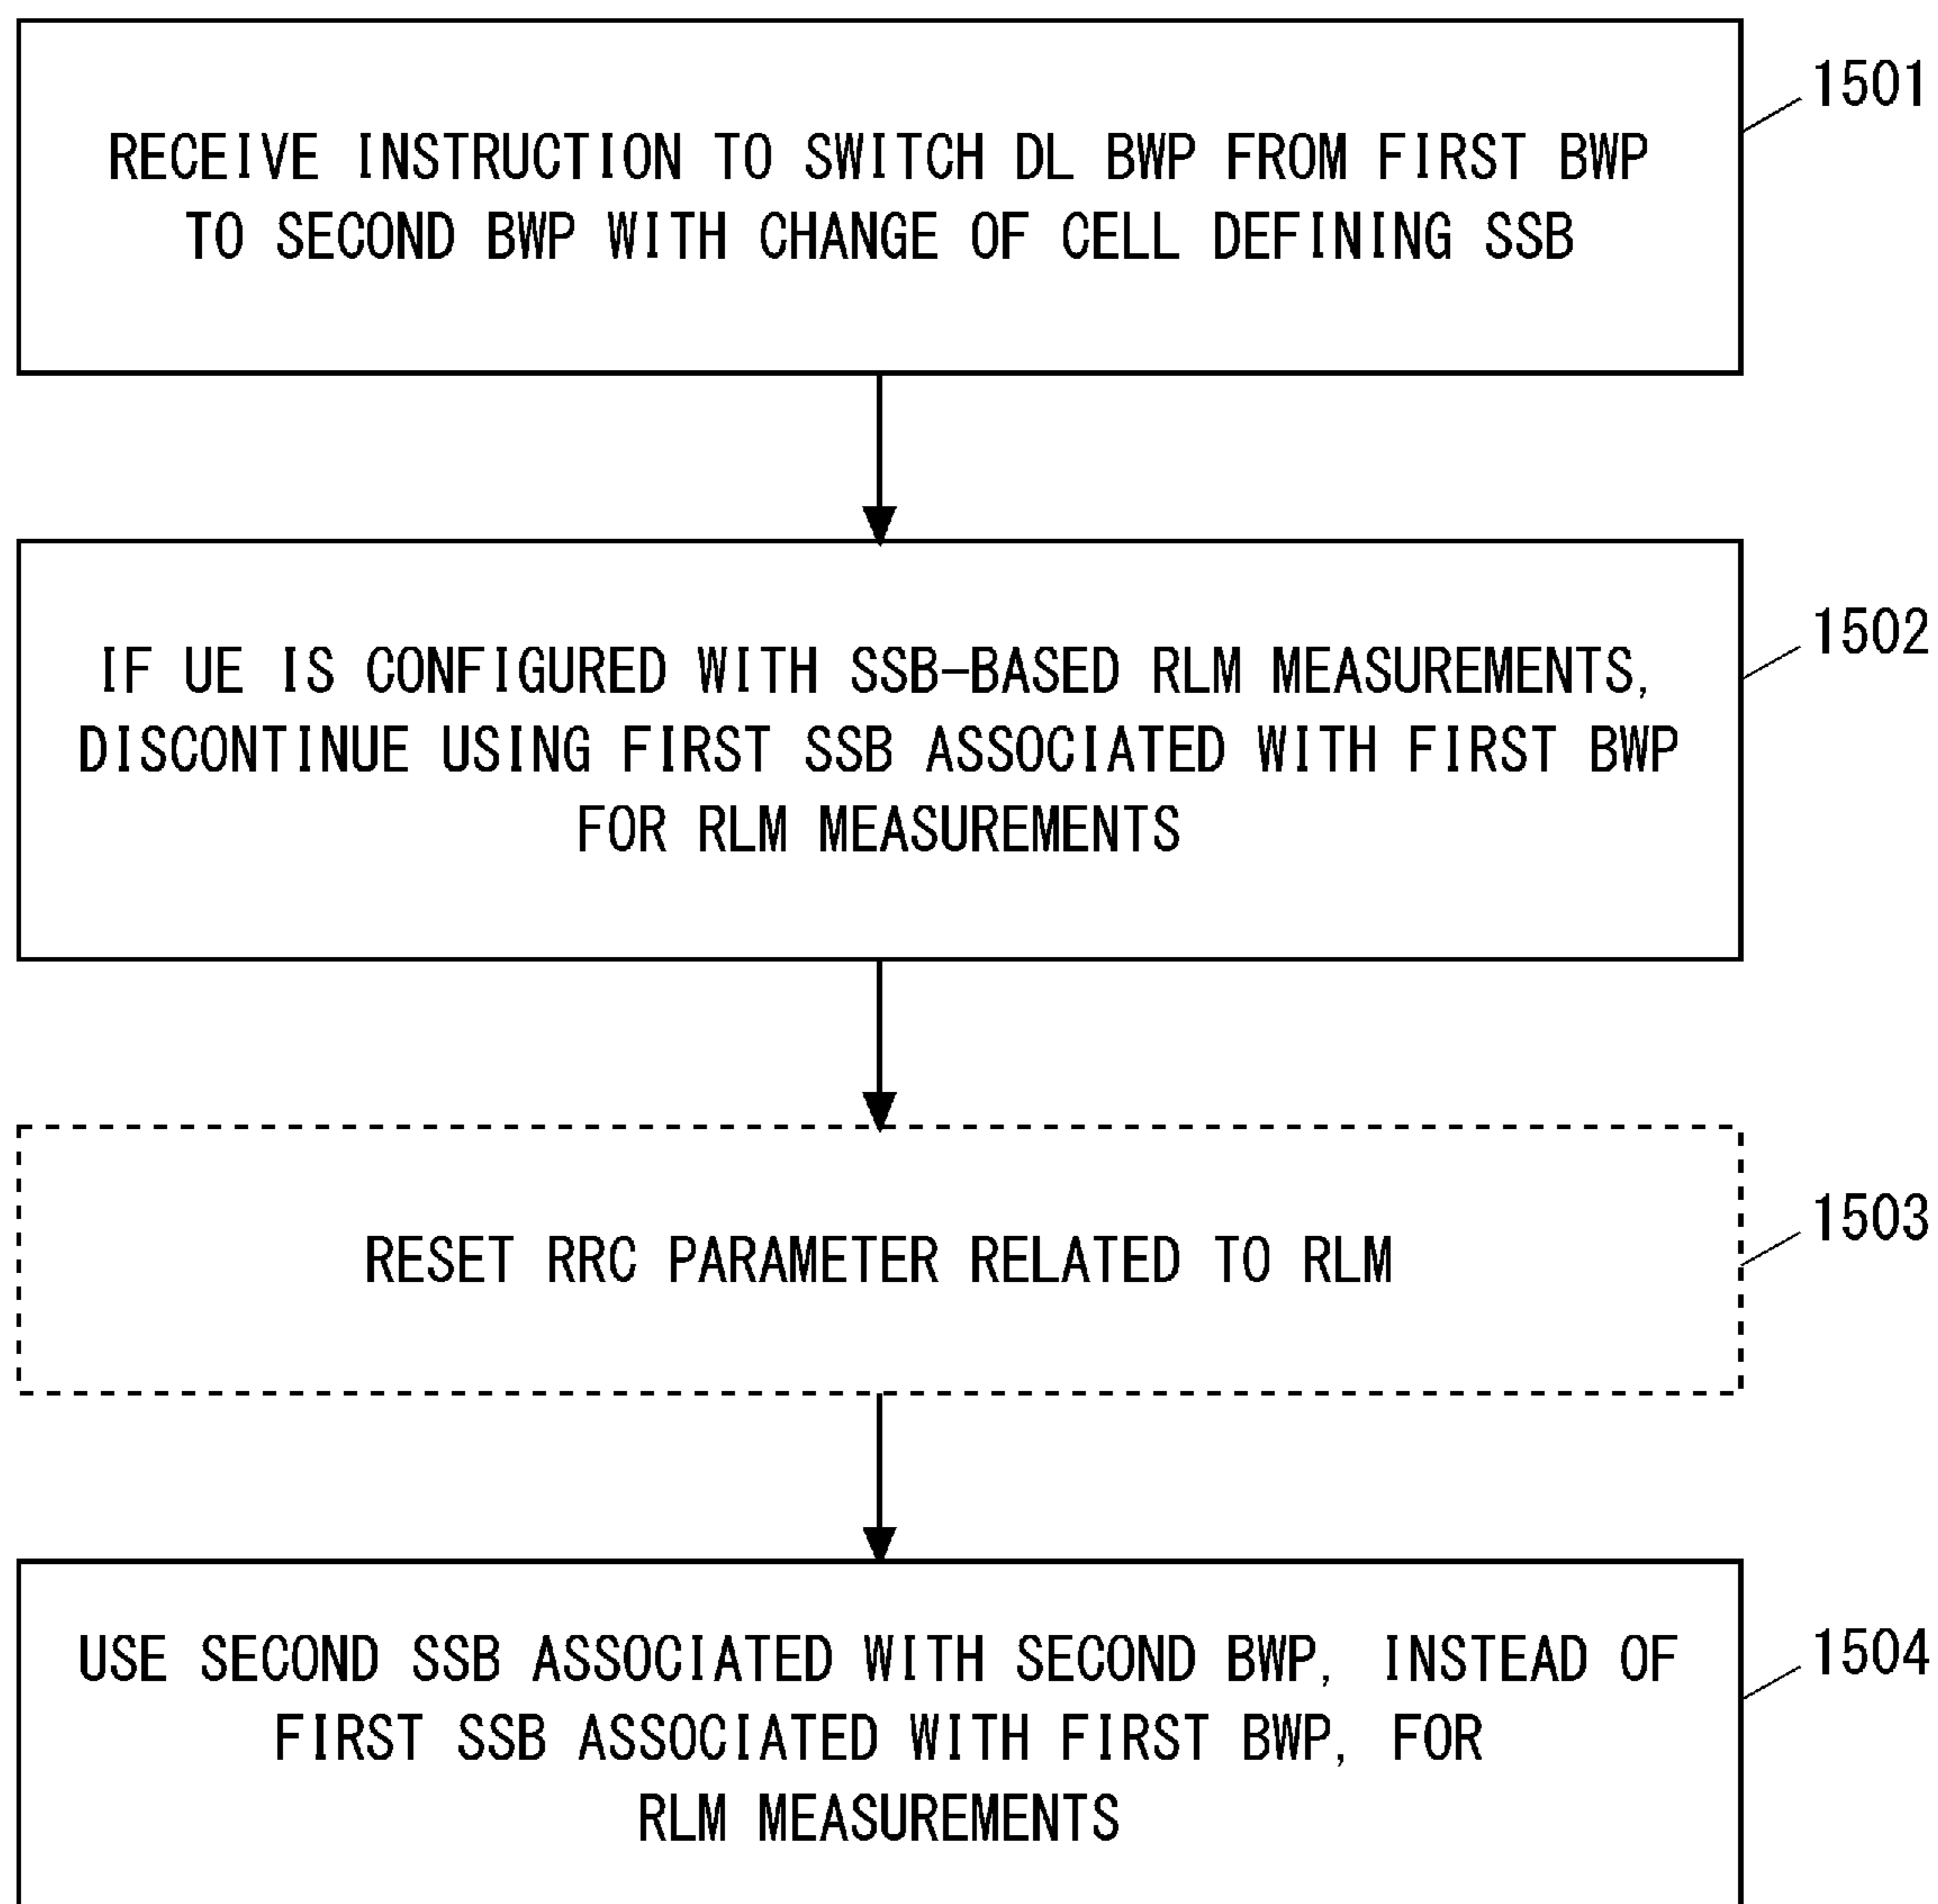 1501
RECEIVE INSTRUCTION TO SWITCH DL BWP FROM FIRST BWP
TO SECOND BWP WITH CHANGE OF CELL DEFINING SSB
1502
IF UE IS CONFIGURED WITH SSB-BASED RLM MEASUREMENTS,
DISCONTINUE USING FIRST SSB ASSOCIATED WITH FIRST BWP
FOR RLM MEASUREMENTS
1503
RESET RRC PARAMETER RELATED TO RLM
1504
USE SECOND SSB ASSOCIATED WITH SECOND BWP, INSTEAD OF
FIRST SSB ASSOCIATED WITH FIRST BWP, FOR
RLM MEASUREMENTS